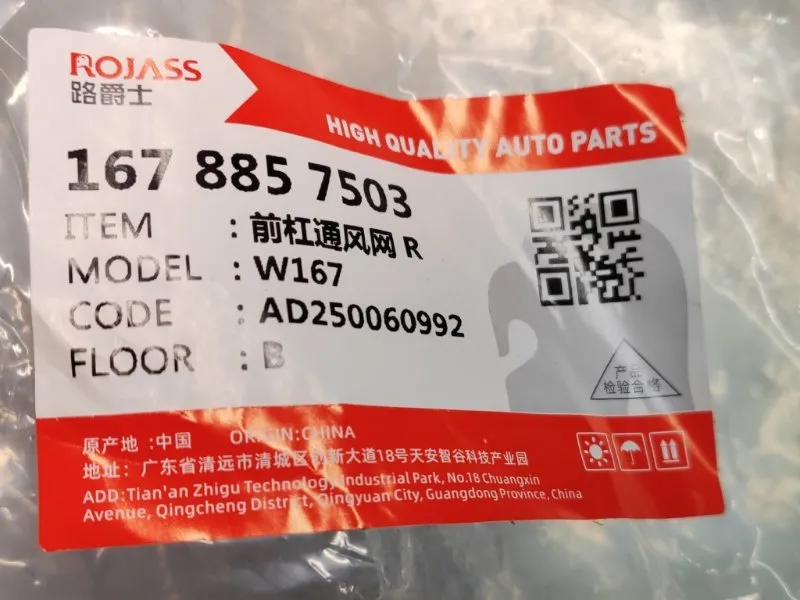 ROJASS
路爵士
HIGH QUALITY AUTO PARTS
167 885 7503
ITEM : 前杠通风网 R
MODEL : W167
CODE : AD250060992
FLOOR : B
产品
检验合格
原产地 :中国 ORIGIN:CHINA
地址: 广东省清远市清城区创新大道18号天安智谷科技产业园
ADD:Tian'an Zhigu Technology Industrial Park, No.18 Chuangxin
Avenue, Qingcheng District, Qingyuan City, Guangdong Province, China